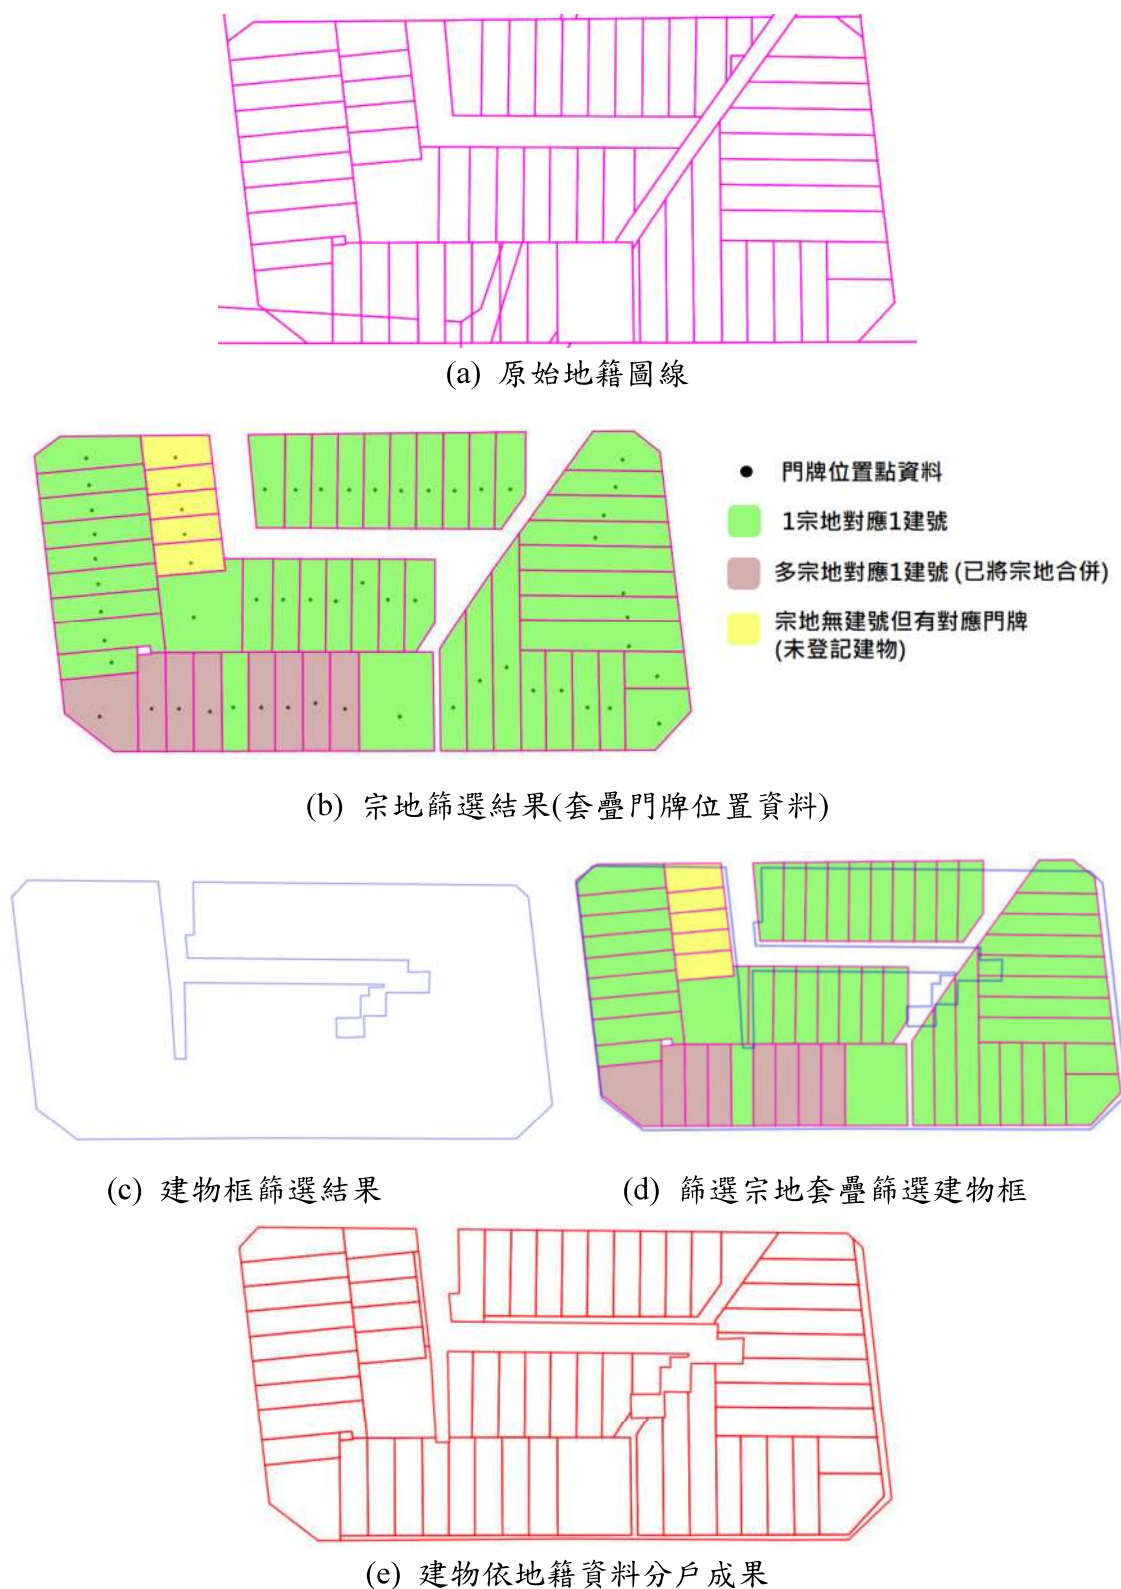 (a) 原始地籍圖線
門牌位置點資料
1宗地對應1建號
多宗地對應1建號 (已將宗地合併)
宗地無建號但有對應門牌
(未登記建物)
(b) 宗地篩選結果(套疊門牌位置資料)
(c) 建物框篩選結果
(d) 篩選宗地套疊篩選建物框
(e) 建物依地籍資料分戶成果